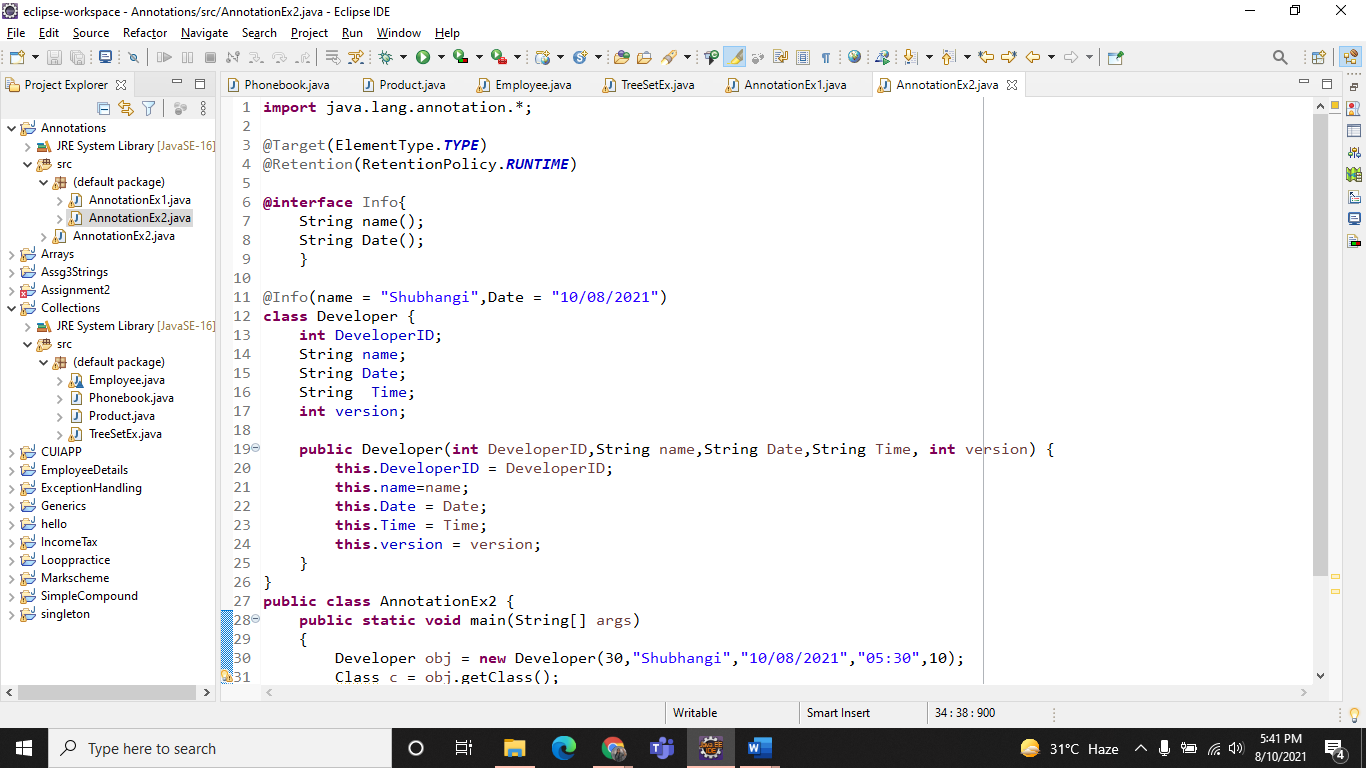 eclipse-workspace - Annotations/src/AnnotationEx2.java - Eclipse IDE
File Edit Source Refactor Navigate Search Project Run Window Help
Project Explorer
Phonebook.java Product.java Employee.java TreeSetEx.java AnnotationEx1.java AnnotationEx2.java
Annotations
JRE System Library [JavaSE-16]
src
(default package)
AnnotationEx1.java
AnnotationEx2.java
AnnotationEx2.java
Arrays
Assg3Strings
Assignment2
Collections
JRE System Library [JavaSE-16]
src
(default package)
Employee.java
Phonebook.java
Product.java
TreeSetEx.java
CUIAPP
EmployeeDetails
ExceptionHandling
Generics
hello
IncomeTax
Looppractice
Markscheme
SimpleCompound
singleton
1 import java.lang.annotation.*;
2
3 @Target(ElementType.TYPE)
4 @Retention(RetentionPolicy.RUNTIME)
5
6 @interface Info{
7 String name();
8 String Date();
9 }
10
11 @Info(name = "Shubhangi",Date = "10/08/2021")
12 class Developer {
13 int DeveloperID;
14 String name;
15 String Date;
16 String  Time;
17 int version;
18
19 public Developer(int DeveloperID,String name,String Date,String Time, int version) {
20 this.DeveloperID = DeveloperID;
21 this.name=name;
22 this.Date = Date;
23 this.Time = Time;
24 this.version = version;
25 }
26 }
27 public class AnnotationEx2 {
28 public static void main(String[] args)
29 {
30 Developer obj = new Developer(30,"Shubhangi","10/08/2021","05:30",10);
31 Class c = obj.getClass();
Writable Smart Insert 34 : 38 : 900
Type here to search
31°C Haze
5:41 PM
8/10/2021
4